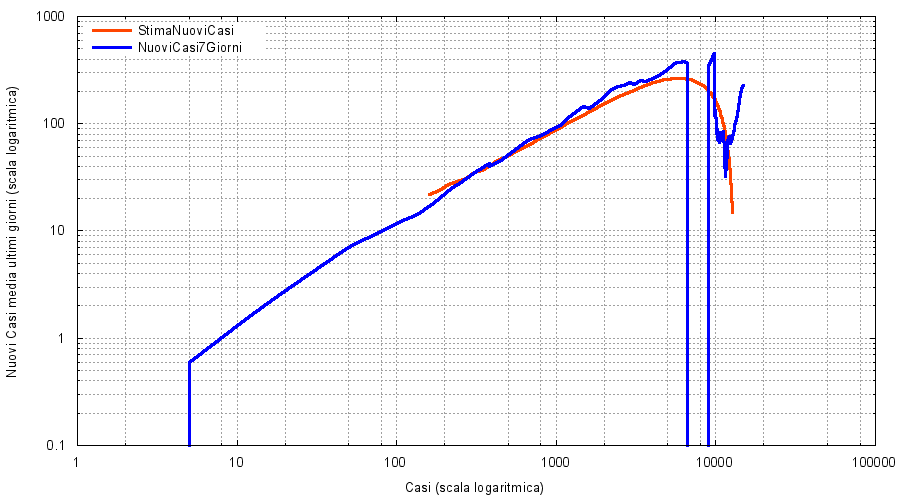 StimaNuoviCasi
NuoviCasi7Giorni
Nuovi Casi media ultimi giorni (scala logaritmica)
1000
100
10
1
0.1
1
10
100
1000
10000
100000
Casi (scala logaritmica)